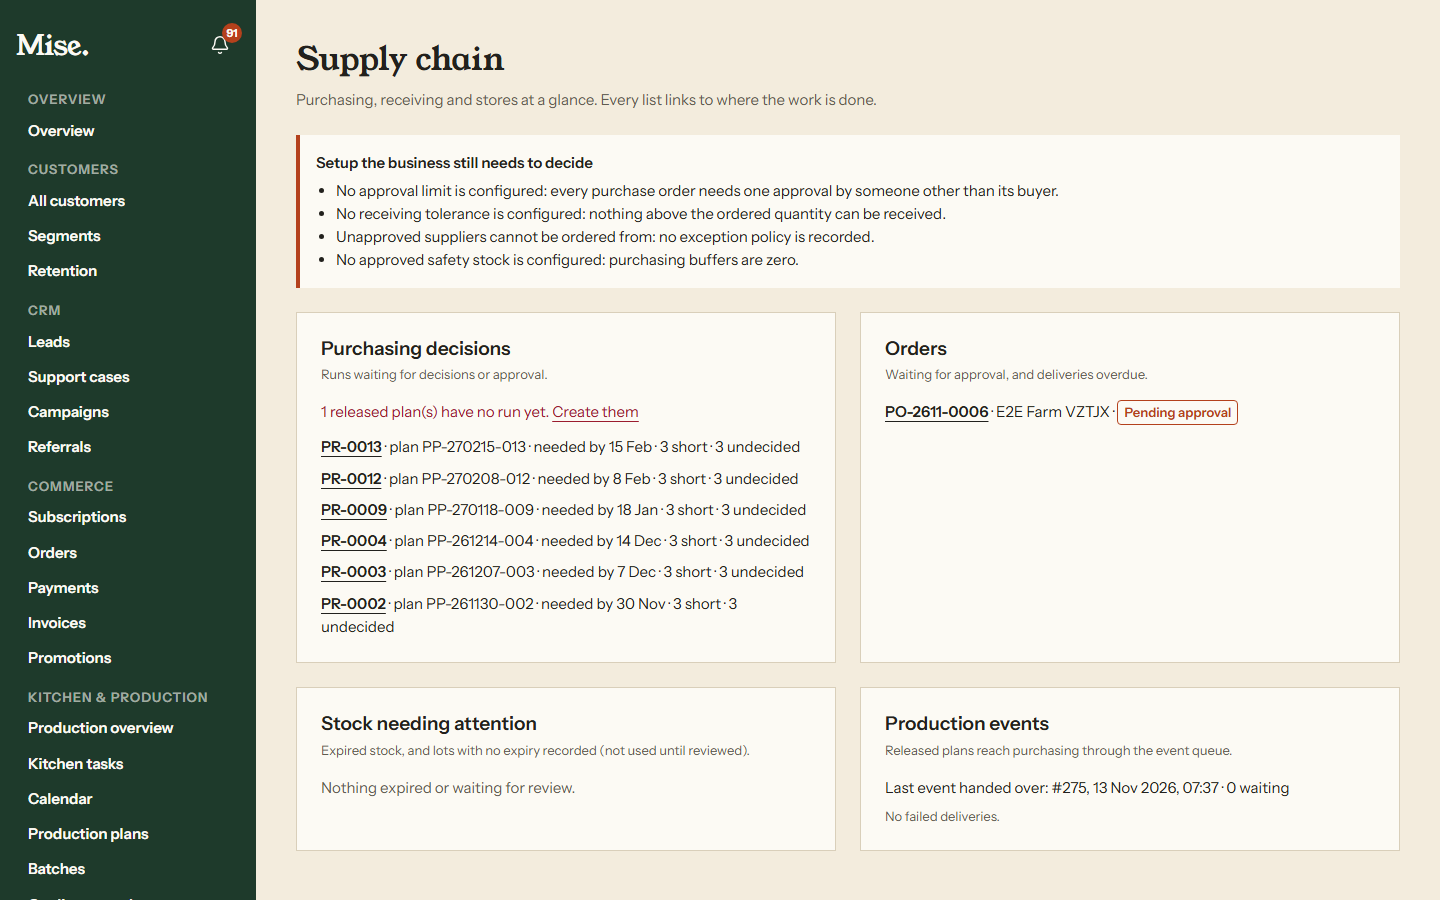 Mise.
91
OVERVIEW
Overview
CUSTOMERS
All customers
Segments
Retention
CRM
Leads
Support cases
Campaigns
Referrals
COMMERCE
Subscriptions
Orders
Payments
Invoices
Promotions
KITCHEN & PRODUCTION
Production overview
Kitchen tasks
Calendar
Production plans
Batches
Supply chain
Purchasing, receiving and stores at a glance. Every list links to where the work is done.
Setup the business still needs to decide
• No approval limit is configured: every purchase order needs one approval by someone other than its buyer.
• No receiving tolerance is configured: nothing above the ordered quantity can be received.
• Unapproved suppliers cannot be ordered from: no exception policy is recorded.
• No approved safety stock is configured: purchasing buffers are zero.
Purchasing decisions
Runs waiting for decisions or approval.
1 released plan(s) have no run yet. Create them
PR-0013 · plan PP-270215-013 · needed by 15 Feb · 3 short · 3 undecided
PR-0012 · plan PP-270208-012 · needed by 8 Feb · 3 short · 3 undecided
PR-0009 · plan PP-270118-009 · needed by 18 Jan · 3 short · 3 undecided
PR-0004 · plan PP-261214-004 · needed by 14 Dec · 3 short · 3 undecided
PR-0003 · plan PP-261207-003 · needed by 7 Dec · 3 short · 3 undecided
PR-0002 · plan PP-261130-002 · needed by 30 Nov · 3 short · 3
undecided
Orders
Waiting for approval, and deliveries overdue.
PO-2611-0006 · E2E Farm VZTJX · Pending approval
Stock needing attention
Expired stock, and lots with no expiry recorded (not used until reviewed).
Nothing expired or waiting for review.
Production events
Released plans reach purchasing through the event queue.
Last event handed over: #275, 13 Nov 2026, 07:37 · 0 waiting
No failed deliveries.